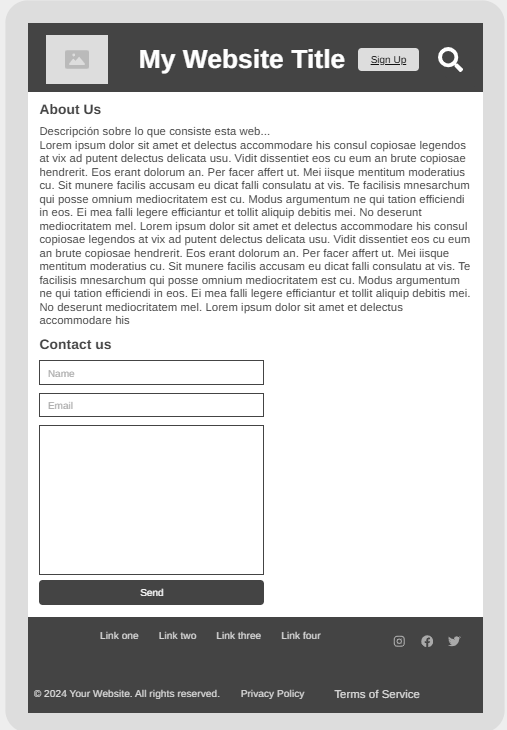 My Website Title
Sign Up
About Us
Descripción sobre lo que consiste esta web...
Lorem ipsum dolor sit amet et delectus accommodare his consul copiosae legendos
at vix ad putent delectus delicata usu. Vidit dissentiet eos cu eum an brute copiosae
hendrerit. Eos erant dolorum an. Per facer affert ut. Mei iisque mentitum moderatius
cu. Sit munere facilis accusam eu dicat falli consulatu at vis. Te facilisis mnesarchum
qui posse omnium mediocritatem est cu. Modus argumentum ne qui tation efficiendi
in eos. Ei mea falli legere efficiantur et tollit aliquip debitis mei. No deserunt
mediocritatem mel. Lorem ipsum dolor sit amet et delectus accommodare his consul
copiosae legendos at vix ad putent delectus delicata usu. Vidit dissentiet eos cu eum
an brute copiosae hendrerit. Eos erant dolorum an. Per facer affert ut. Mei iisque
mentitum moderatius cu. Sit munere facilis accusam eu dicat falli consulatu at vis. Te
facilisis mnesarchum qui posse omnium mediocritatem est cu. Modus argumentum
ne qui tation efficiendi in eos. Ei mea falli legere efficiantur et tollit aliquip debitis mei.
No deserunt mediocritatem mel. Lorem ipsum dolor sit amet et delectus
accommodare his
Contact us
Name
Email
Send
Link one Link two Link three Link four
© 2024 Your Website. All rights reserved. Privacy Policy Terms of Service